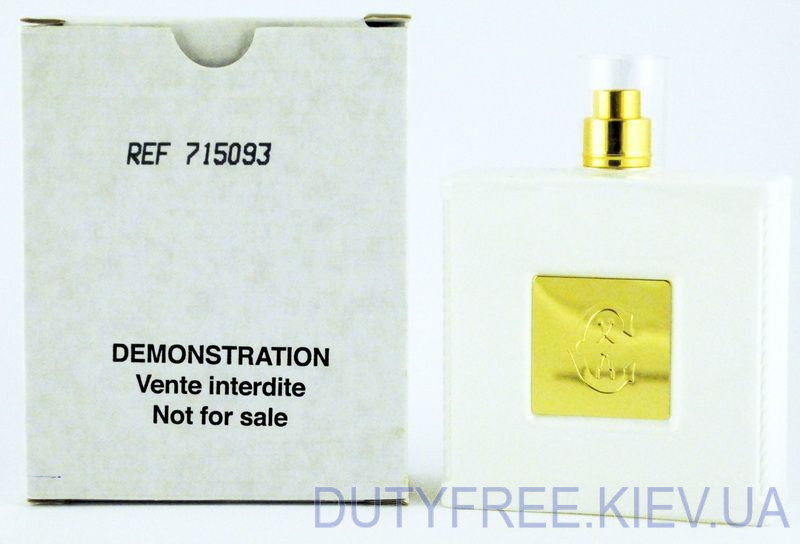 REF 715093
DEMONSTRATION
Vente interdite
Not for sale
DUTYFREE.KIEV.UA